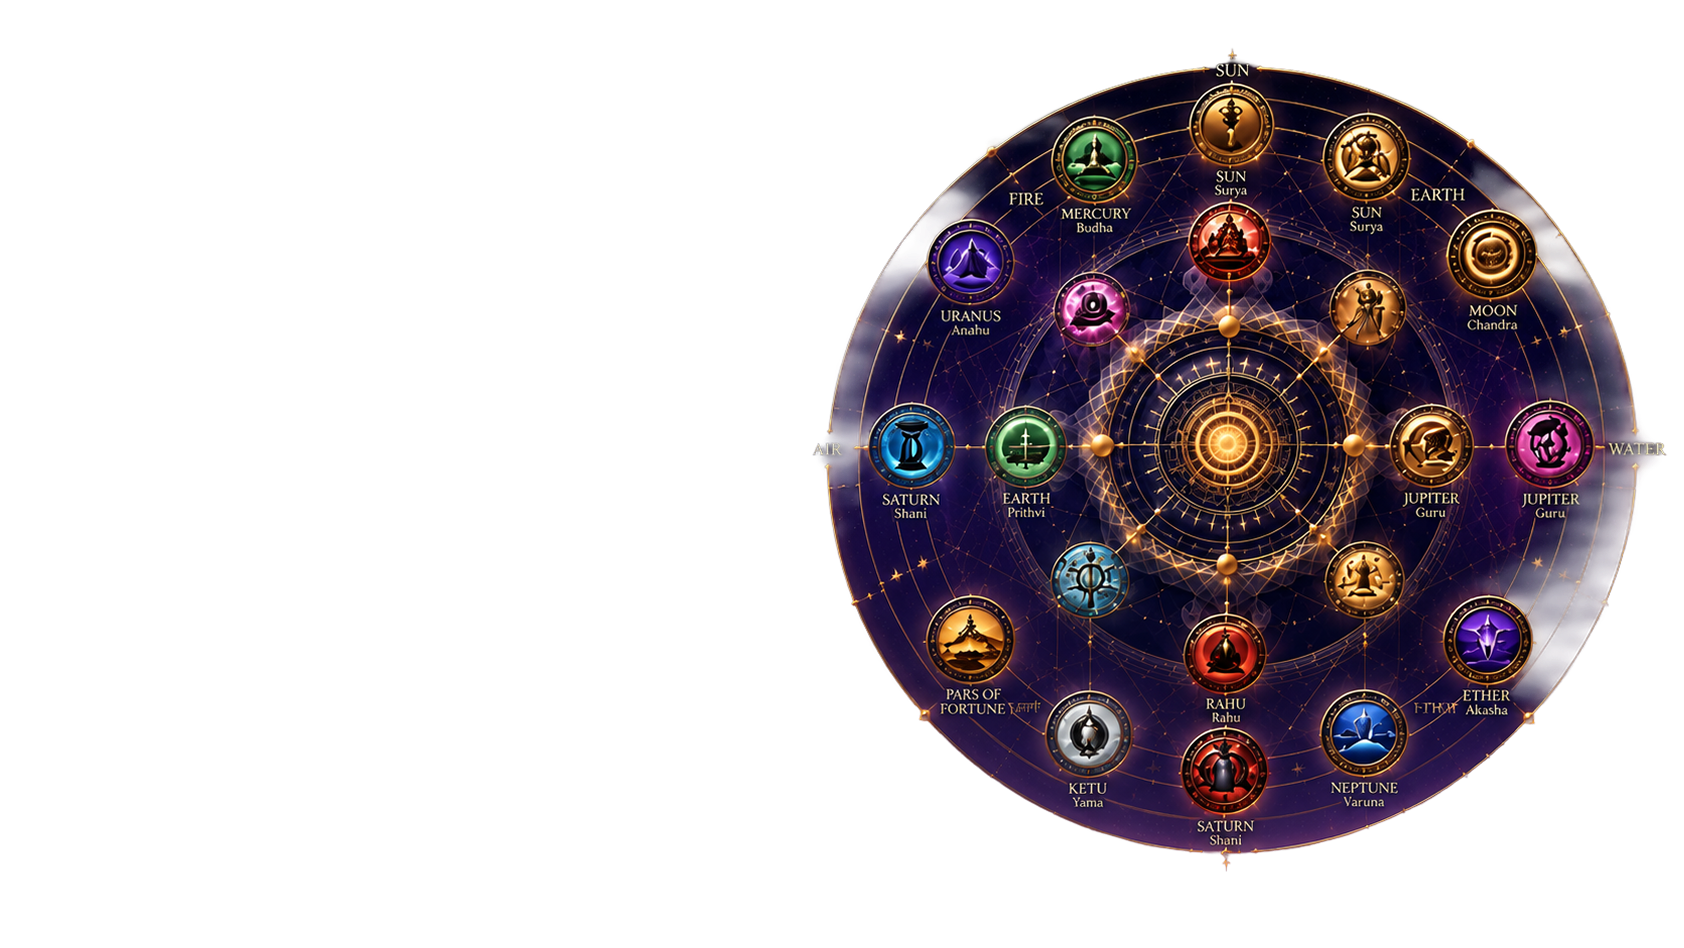 SUN
SUN
Surya
FIRE
MERCURY
Budha
SUN
Surya
EARTH
URANUS
Anahu
MOON
Chandra
AIR
WATER
SATURN
Shani
EARTH
Prithvi
JUPITER
Guru
JUPITER
Guru
PARS OF
FORTUNE
RAHU
Rahu
ETHER
Akasha
KETU
Yama
NEPTUNE
Varuna
SATURN
Shani